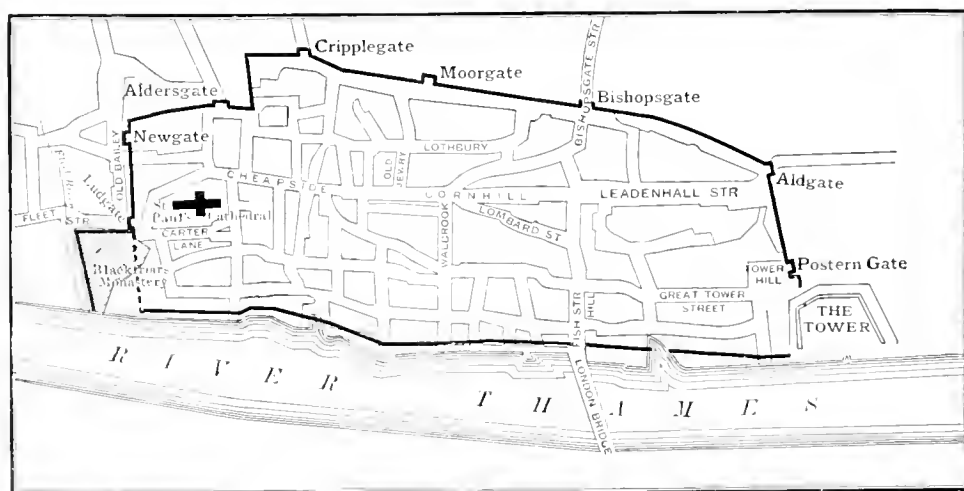 Cripplegate
Moorgate
BISHOPSGATE STR
Aldersgate
Bishopsgate
Newgate
OLD BAILEY
LOTHBURY
OLD
JEWRY
Aldgate
CHEAPSIDE
CORNHILL
LEADENHALL STR
Ludgate
St
Paul's Cathedral
FLEET
STR.
LOMBARD ST
WALCROOK
CARTER
LANE
Blackfriars
Monastery
TOWER
HILL
Postern Gate
GREAT TOWER
STREET
FISH STR
HILL
THE
TOWER
RIVER THAMES
LONDON BRIDGE